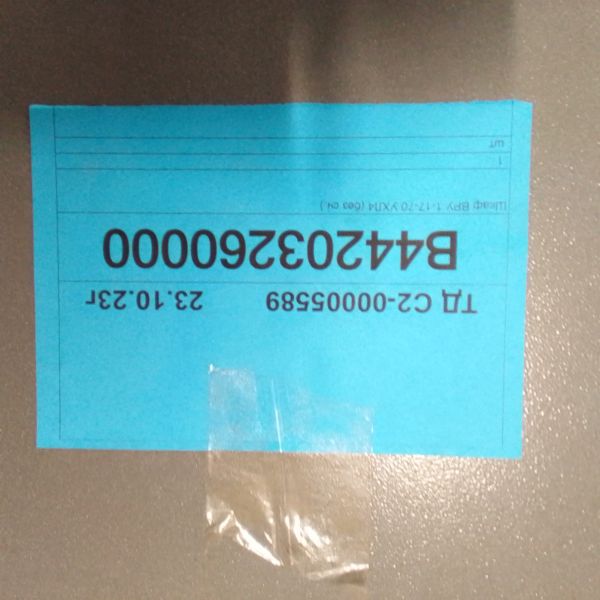 ТД С2-00005589 23.10.23г
В44203260000
Шкаф ВРУ 1-17-70 УХЛ4 (без сч.)
1
шт